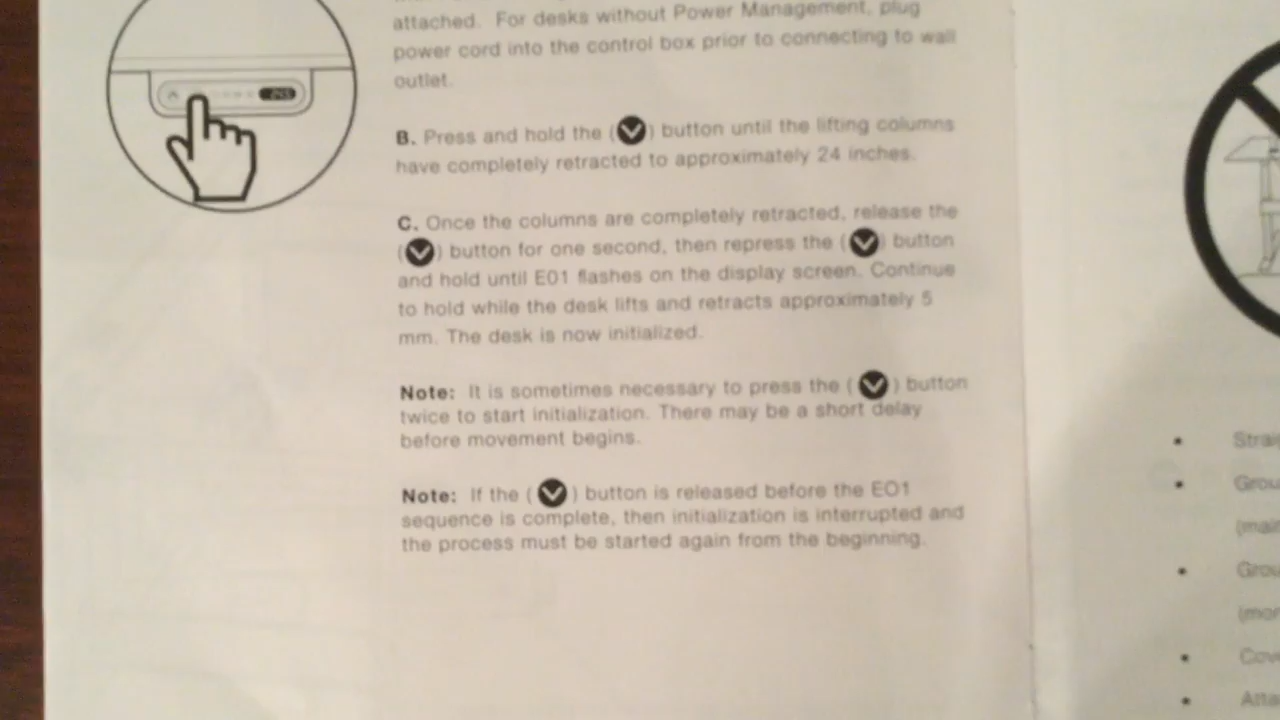 attached. For desks without Power Management, plug
power cord into the control box prior to connecting to wall
outlet.
B. Press and hold the ( ) button until the lifting columns
have completely retracted to approximately 24 inches.
C. Once the columns are completely retracted, release the
( ) button for one second, then repress the ( ) button
and hold until E01 flashes on the display screen. Continue
to hold while the desk lifts and retracts approximately 5
mm. The desk is now initialized.
Note: It is sometimes necessary to press the ( ) button
twice to start initialization. There may be a short delay
before movement begins.
Note: If the ( ) button is released before the EO1
sequence is complete, then initialization is interrupted and
the process must be started again from the beginning.